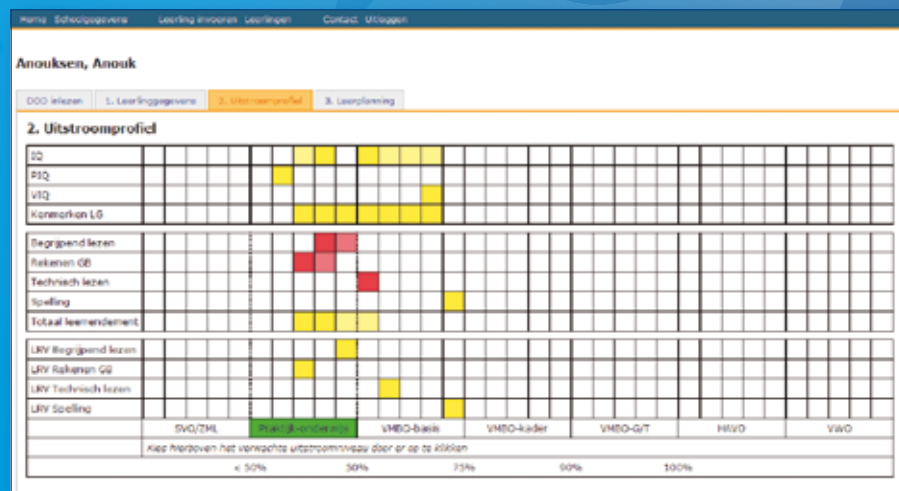 Home Schoolgegevens Leerling invoeren Leerlingen Contact Uitloggen
Anouksen, Anouk
DOD inlezen 1. Leerlinggegevens 2. Uitstroomprofiel 3. Leerplanning
2. Uitstroomprofiel
IQ
PIQ
VIQ
Kenmerken LG
Begrijpend lezen
Rekenen GB
Technisch lezen
Spelling
Totaal leerrendement
LRV Begrijpend lezen
LRV Rekenen GB
LRV Technisch lezen
LRV Spelling
SVO/ZML Praktijk-onderwijs VMBO-basis VMBO-kader VMBO-G/T HAVO VWO
Kies hierboven het verwachte uitstroomniveau door er op te klikken
< 50% 50% 75% 90% 100%